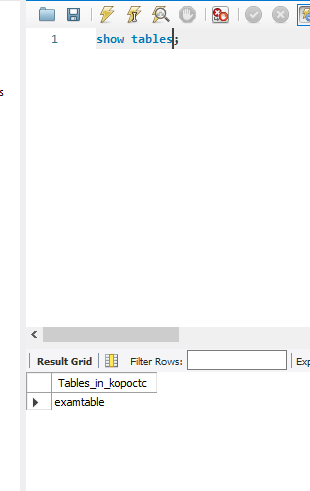 1 show tables;
s
Result Grid Filter Rows: Exp
Tables_in_kopoctc
examtable